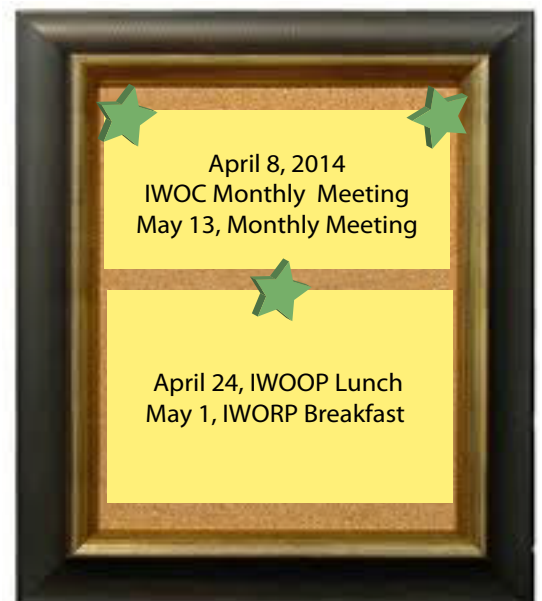 April 8, 2014
IWOC Monthly Meeting
May 13, Monthly Meeting
April 24, IWOOP Lunch
May 1, IWORP Breakfast